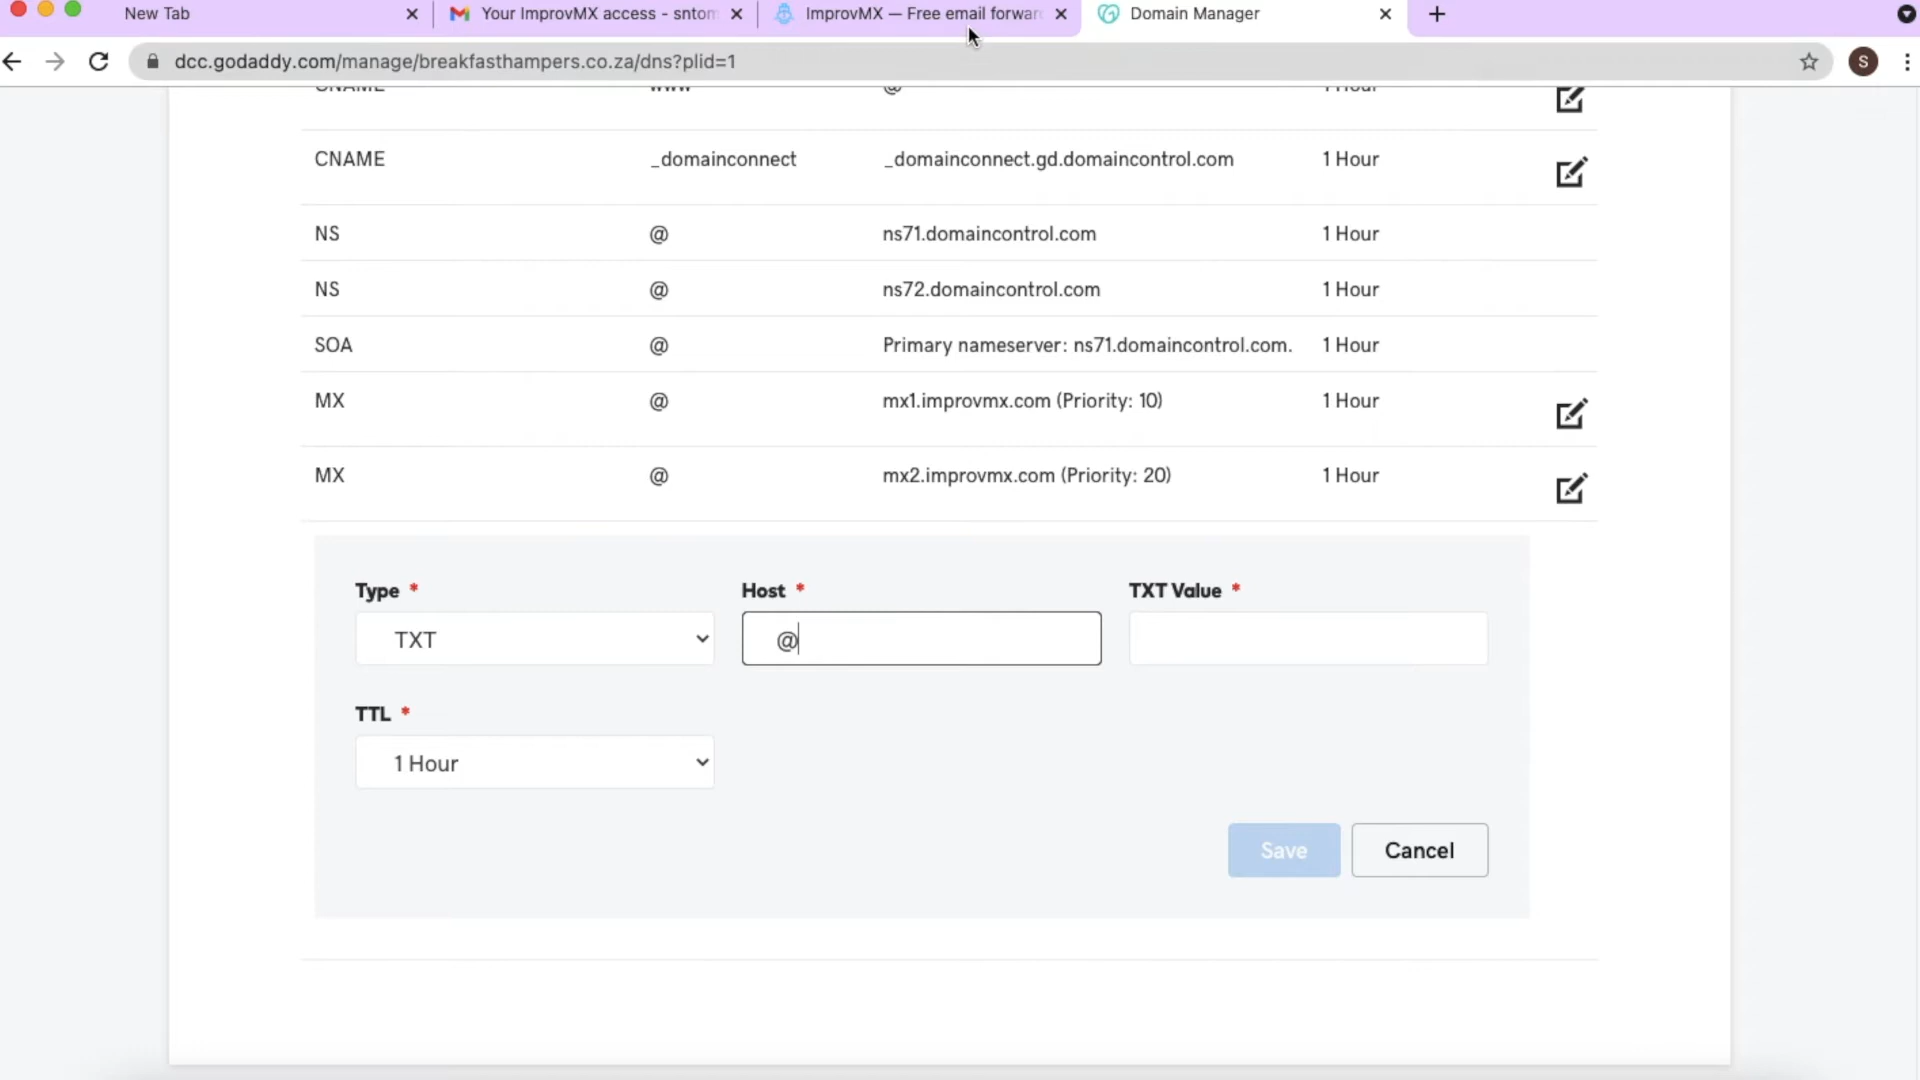 New Tab
Your ImprovMX access - sntom
ImprovMX — Free email forwar
Domain Manager
dcc.godaddy.com/manage/breakfasthampers.co.za/dns?plid=1
S
CNAME www @ 1 Hour
CNAME _domainconnect _domainconnect.gd.domaincontrol.com 1 Hour
NS @ ns71.domaincontrol.com 1 Hour
NS @ ns72.domaincontrol.com 1 Hour
SOA @ Primary nameserver: ns71.domaincontrol.com. 1 Hour
MX @ mx1.improvmx.com (Priority: 10) 1 Hour
MX @ mx2.improvmx.com (Priority: 20) 1 Hour
Type * Host * TXT Value *
TXT @
TTL *
1 Hour
Save Cancel